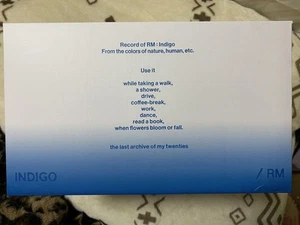 Record of RM : Indigo
From the colors of nature, human, etc.
Use it
while taking a walk,
a shower,
drive,
coffee-break,
work,
dance,
read a book,
when flowers bloom or fall.
the last archive of my twenties
INDIGO / RM